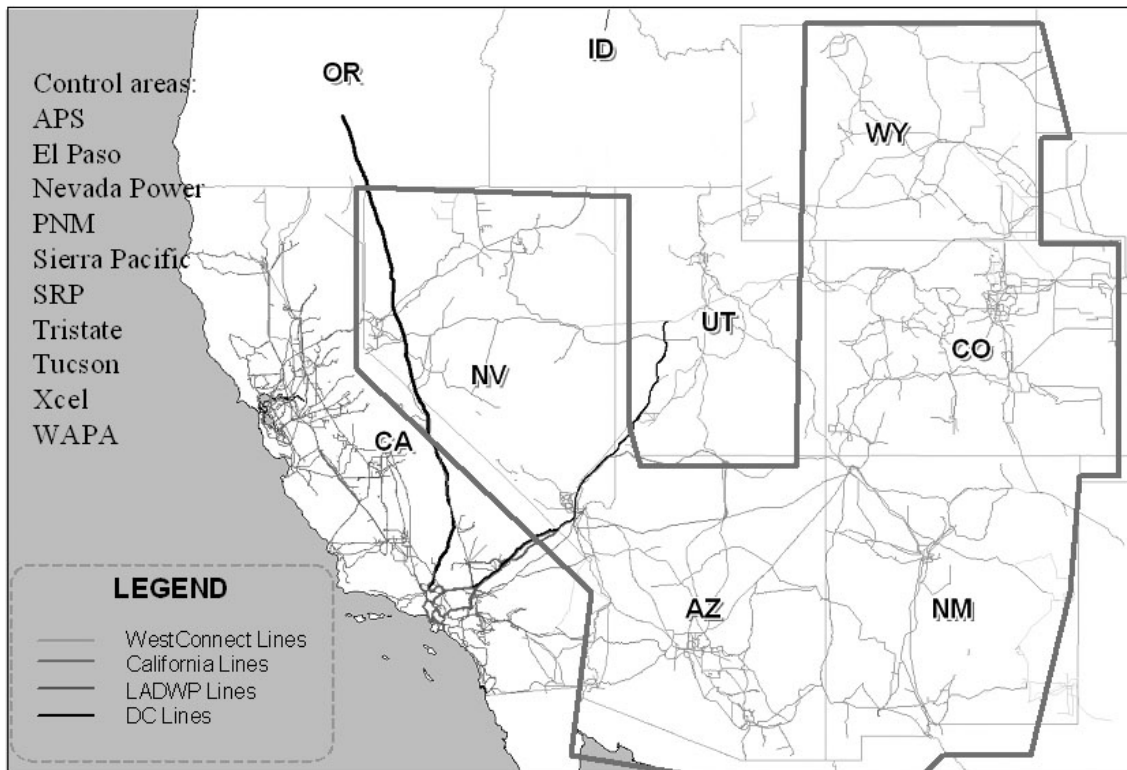 Control areas:
APS
El Paso
Nevada Power
PNM
Sierra Pacific
SRP
Tristate
Tucson
Xcel
WAPA
OR
ID
WY
UT
CO
NV
CA
AZ
NM
LEGEND
WestConnect Lines
California Lines
LADWP Lines
DC Lines